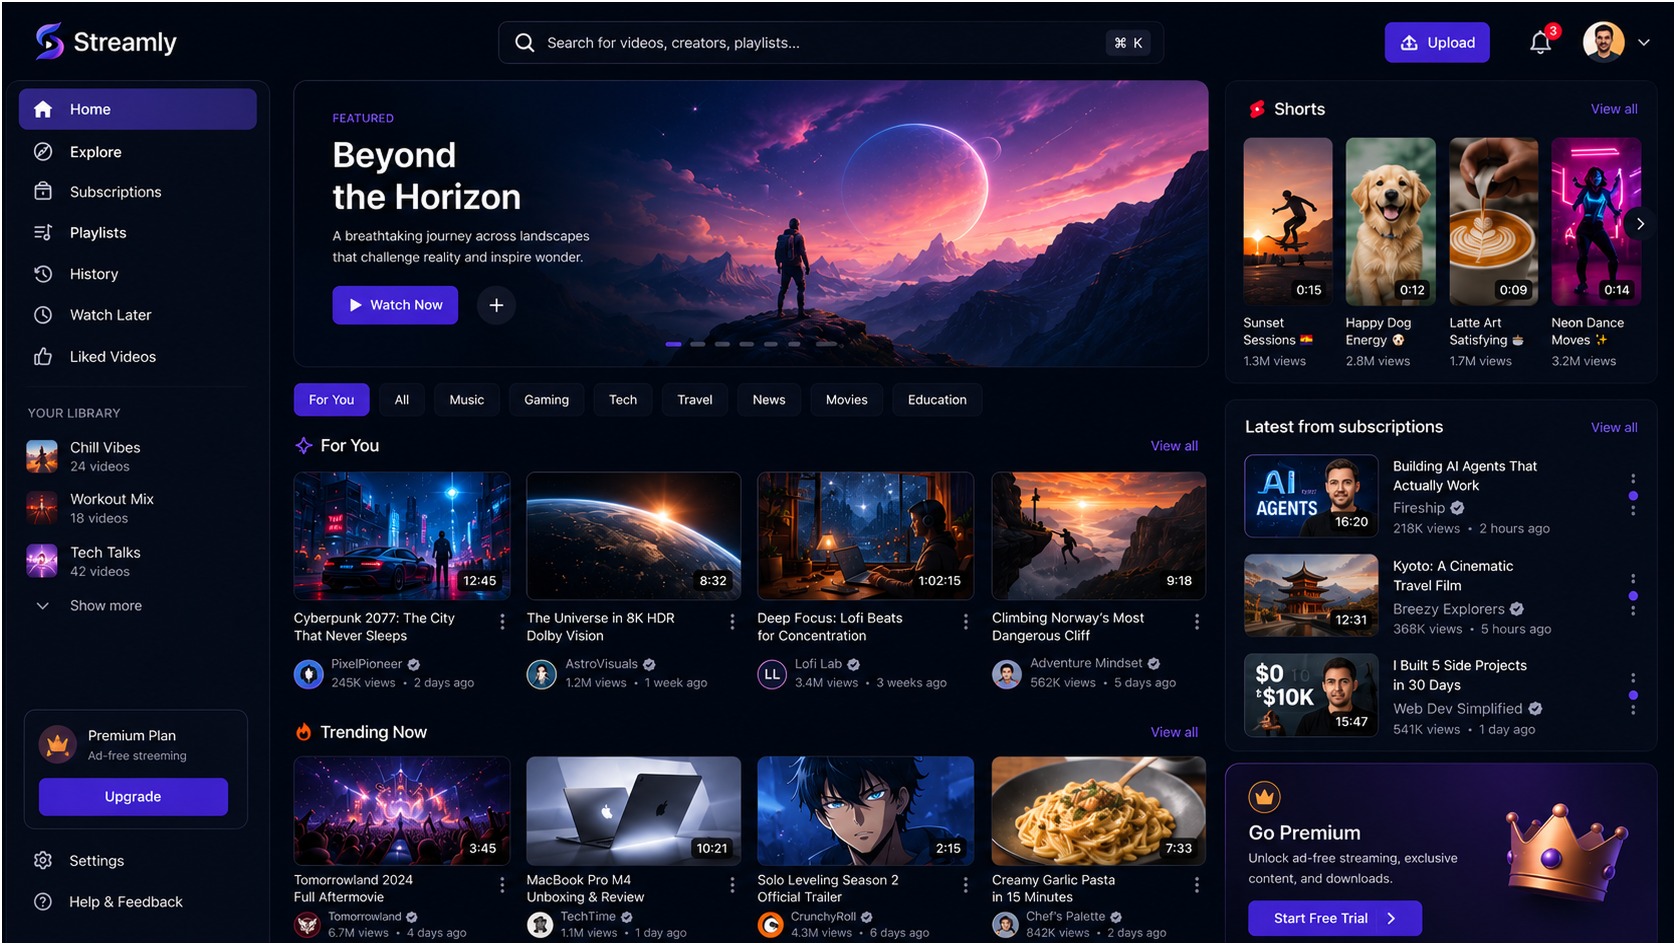 Streamly
Search for videos, creators, playlists...
⌘ K
Upload
3
Home
Explore
Subscriptions
Playlists
History
Watch Later
Liked Videos
YOUR LIBRARY
Chill Vibes
24 videos
Workout Mix
18 videos
Tech Talks
42 videos
Show more
Premium Plan
Ad-free streeming
Upgrade
Settings
Help & Feedback
FEATURED
Beyond
the Horizon
A breathtaking journey across landscapes
that challenge reality and inspire wonder.
Watch Now
For You
All
Music
Gaming
Tech
Travel
News
Movies
Education
For You
View all
12:45
Cyberpunk 2077: The City
That Never Sleeps
PixelPioneer
245K views • 2 days ago
8:32
The Universe in 8K HDR
Dolby Vision
AstroVisuals
1.2M views • 1 week ago
1:02:15
Deep Focus: Lofi Beats
for Concentration
LL
Lofi Lab
3.4M views • 3 weeks ago
9:18
Climbing Norway's Most
Dangerous Cliff
Adventure Mindset
562K views • 5 days ago
Trending Now
View all
3:45
Tomorrowland 2024
Full Aftermovie
Tomorrowland
6.7M views • 4 days ago
10:21
MacBook Pro M4
Unboxing & Review
TechTime
1.1M views • 1 day ago
2:15
Solo Leveling Season 2
Official Trailer
CrunchyRoll
4.3M views • 6 days ago
7:33
Creamy Garlic Pasta
in 15 Minutes
Chef's Palette
842K views • 2 days ago
Shorts
View all
0:15
Sunset
Sessions
1.3M views
0:12
Happy Dog
Energy
2.8M views
0:09
Latte Art
Satisfying
1.7M views
0:14
Neon Dance
Moves ✨
3.2M views
Latest from subscriptions
View all
AI
AGENTS
16:20
Building AI Agents That
Actually Work
Fireship
218K views • 2 hours ago
12:31
Kyoto: A Cinematic
Travel Film
Breezy Explorers
368K views • 5 hours ago
$0
$10K
15:47
I Built 5 Side Projects
in 30 Days
Web Dev Simplified
541K views • 1 day ago
Go Premium
Unlock ad-free streaming, exclusive
content, and downloads.
Start Free Trial